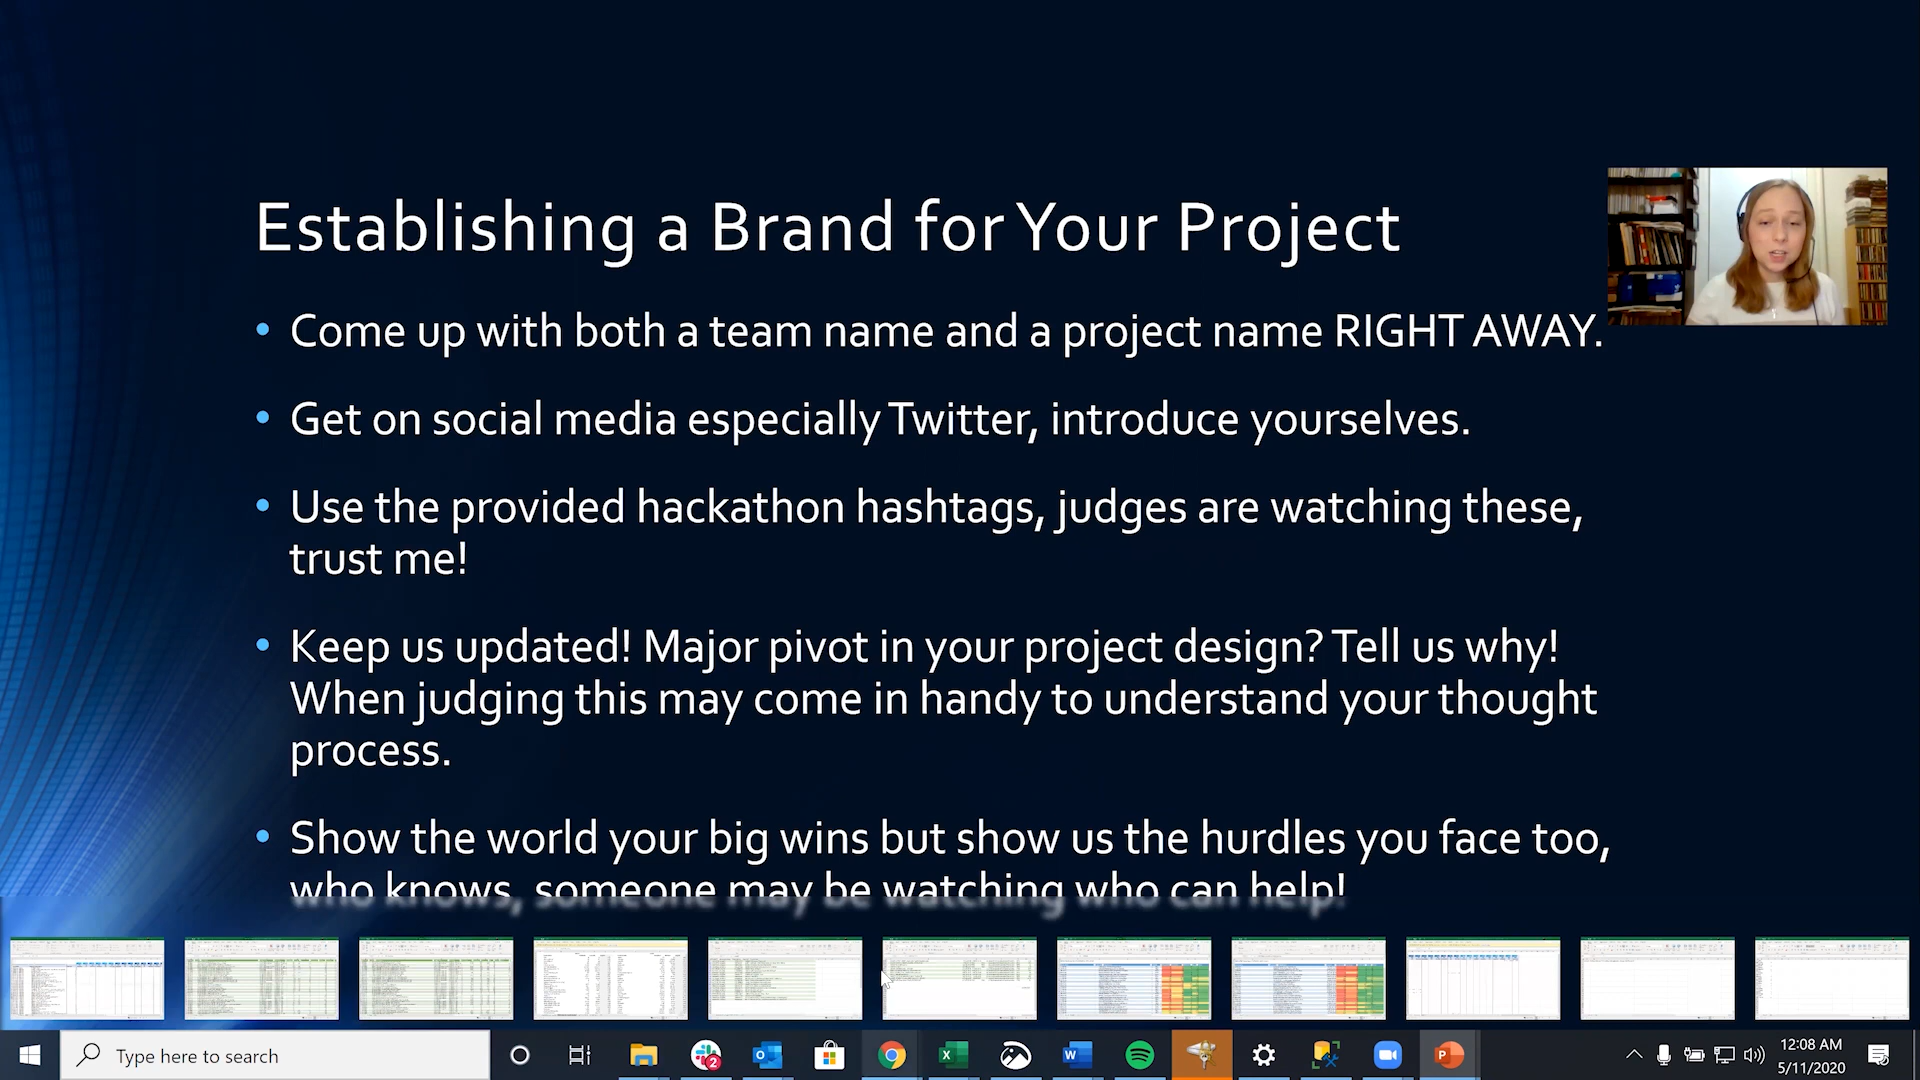 Establishing a Brand for Your Project
• Come up with both a team name and a project name RIGHT AWAY.
• Get on social media especially Twitter, introduce yourselves.
• Use the provided hackathon hashtags, judges are watching these,
trust me!
• Keep us updated! Major pivot in your project design? Tell us why!
When judging this may come in handy to understand your thought
process.
• Show the world your big wins but show us the hurdles you face too,
who knows, someone may be watching who can help!
Type here to search
2
12:08 AM
5/11/2020